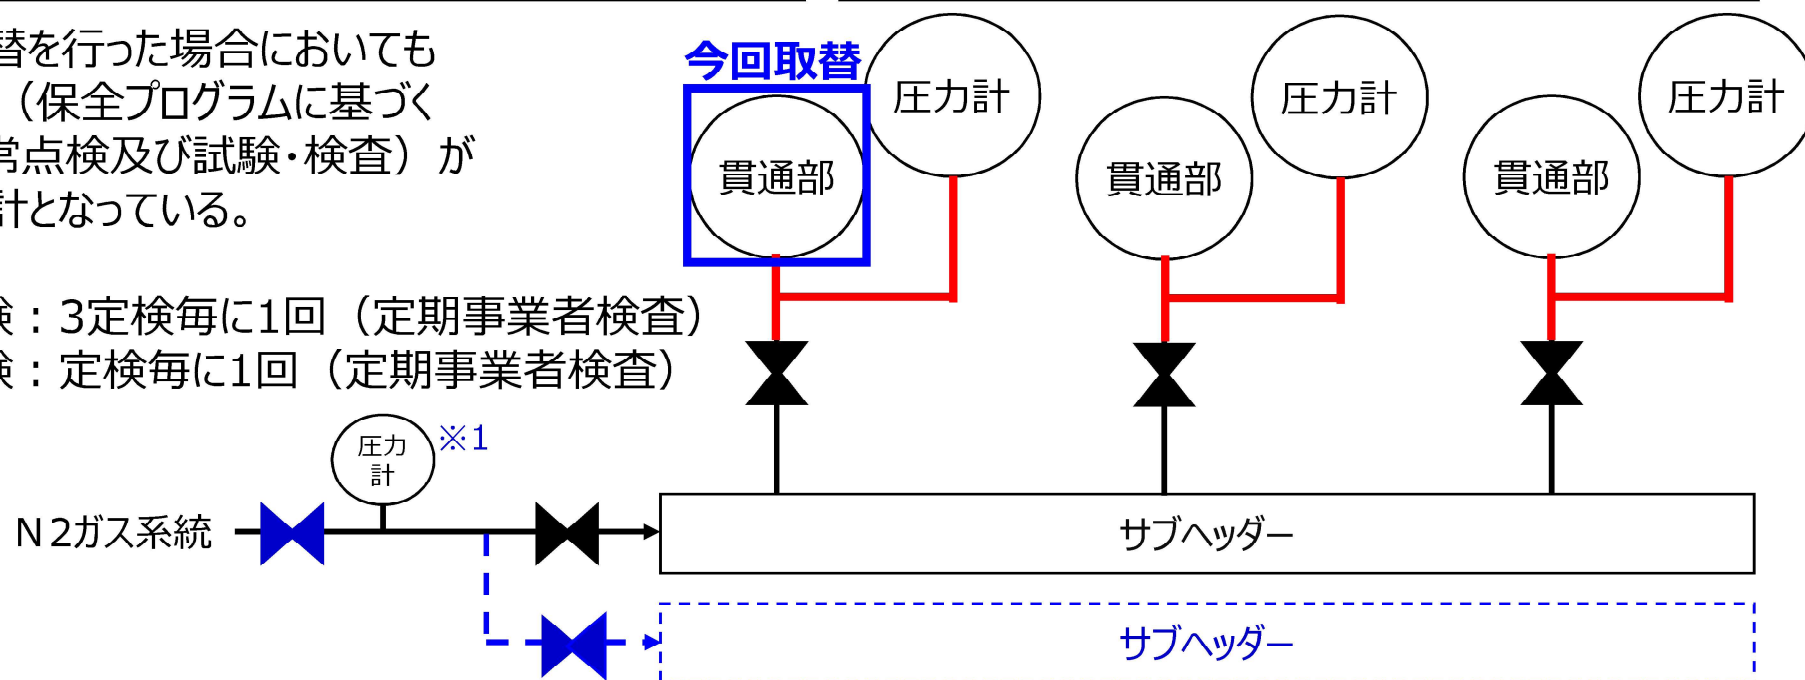 替を行った場合においても
（保全プログラムに基づく
常点検及び試験・検査）が
計となっている。
験：3定検毎に1回（定期事業者検査）
験：定検毎に1回（定期事業者検査）
今回取替
貫通部
圧力計
貫通部
圧力計
貫通部
圧力計
圧力
計
※1
N2ガス系統
サブヘッダー
サブヘッダー